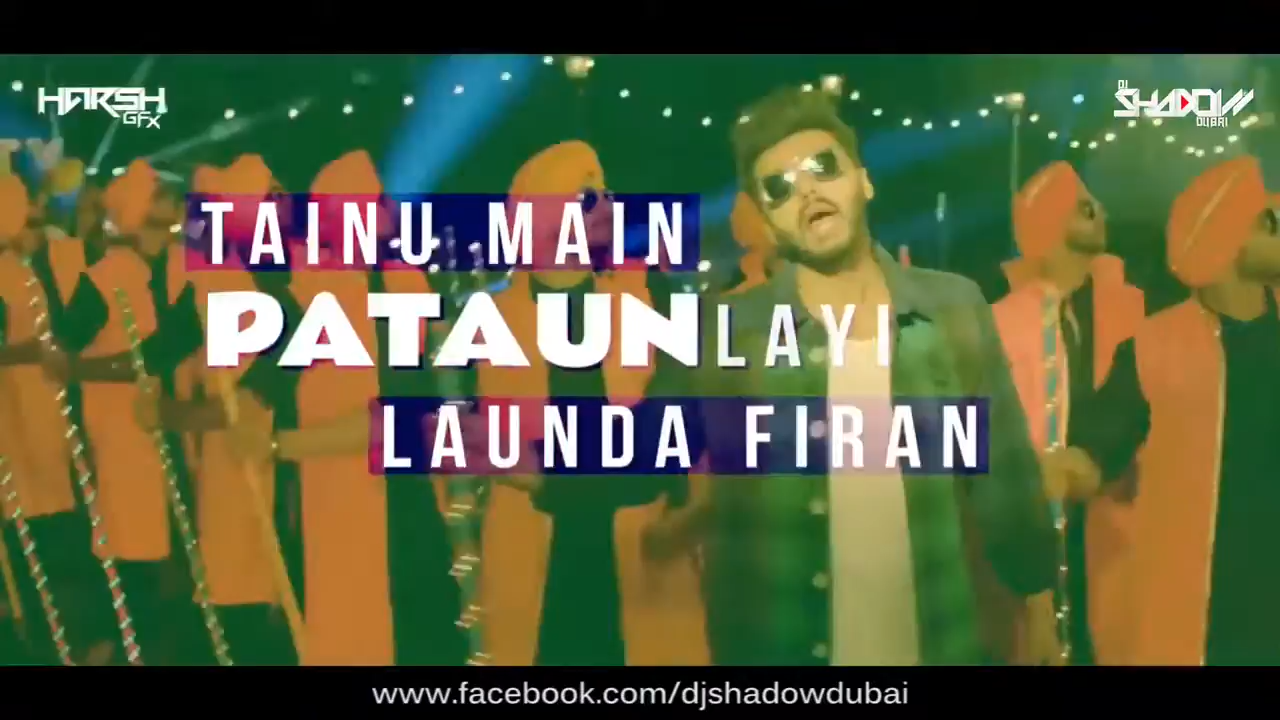 HARSH
GFX
DJ
SHADOW
DUBAI
TAINU MAIN
PATAUN LAYI
LAUNDA FIRAN
www.facebook.com/djshadowdubai